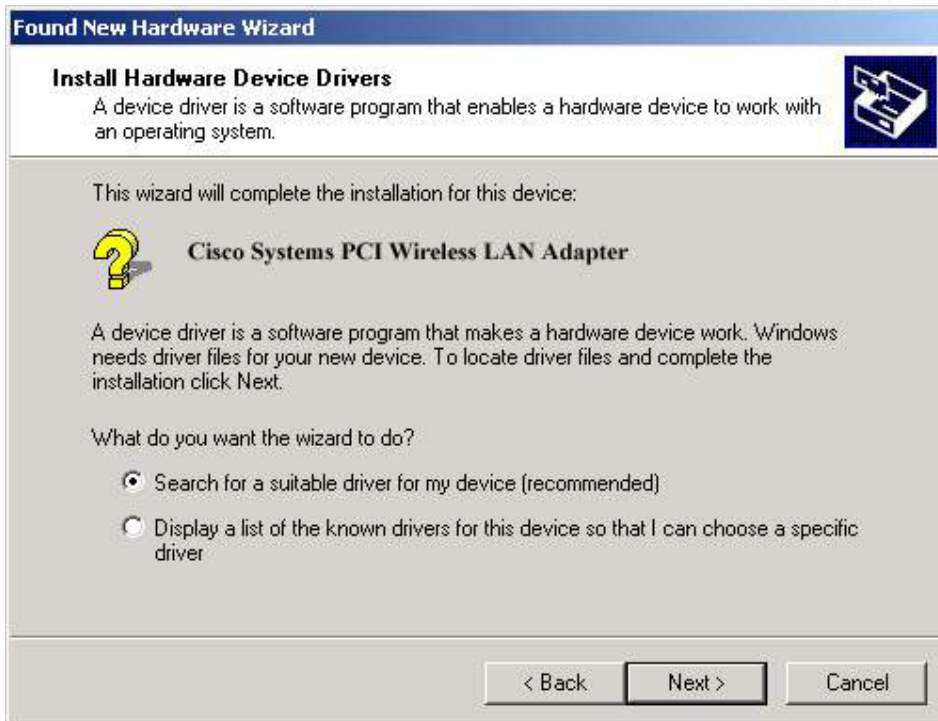 Found New Hardware Wizard
Install Hardware Device Drivers
A device driver is a software program that enables a hardware device to work with
an operating system.
This wizard will complete the installation for this device:
Cisco Systems PCI Wireless LAN Adapter
A device driver is a software program that makes a hardware device work. Windows
needs driver files for your new device. To locate driver files and complete the
installation click Next.
What do you want the wizard to do?
Search for a suitable driver for my device (recommended)
Display a list of the known drivers for this device so that I can choose a specific
driver
< Back
Next >
Cancel